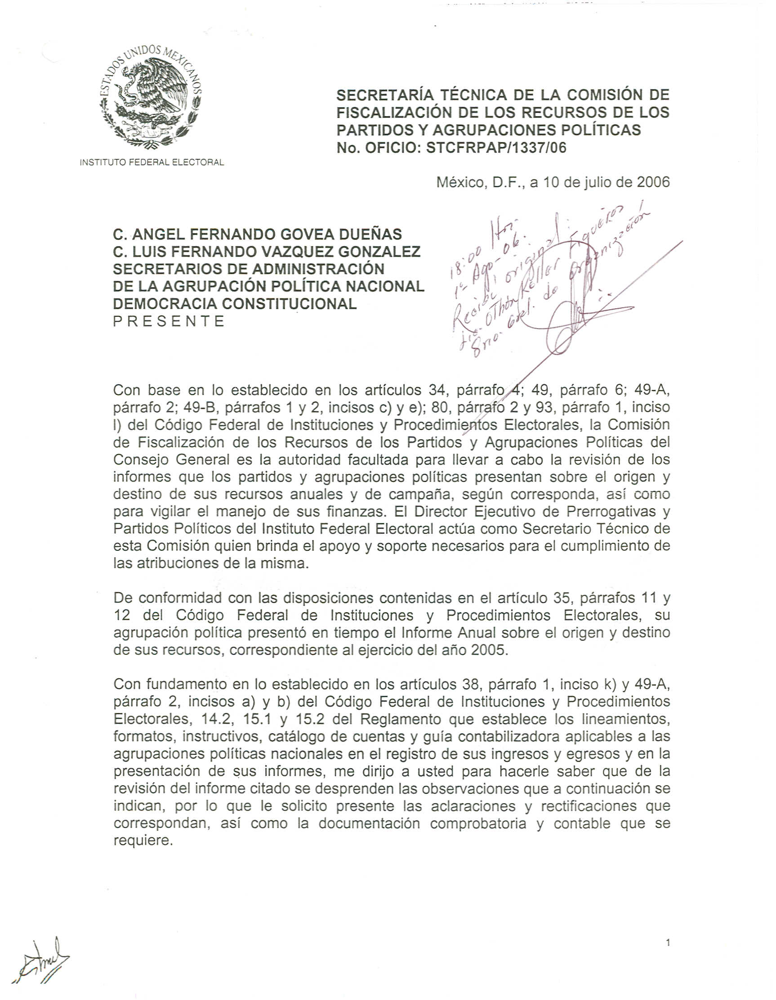 ESTADOS UNIDOS MEXICANOS
INSTITUTO FEDERAL ELECTORAL
SECRETARÍA TÉCNICA DE LA COMISIÓN DE
FISCALIZACIÓN DE LOS RECURSOS DE LOS
PARTIDOS Y AGRUPACIONES POLÍTICAS
No. OFICIO: STCFRPAP/1337/06
México, D.F., a 10 de julio de 2006
18:00 Hrs.
1º Ago- 06.
Recibí original:
Lic. Othón Kollar Figueroa
Srio. Gral. de Organización
C. ANGEL FERNANDO GOVEA DUEÑAS
C. LUIS FERNANDO VAZQUEZ GONZALEZ
SECRETARIOS DE ADMINISTRACIÓN
DE LA AGRUPACIÓN POLÍTICA NACIONAL
DEMOCRACIA CONSTITUCIONAL
P R E S E N T E
Con base en lo establecido en los artículos 34, párrafo 4; 49, párrafo 6; 49-A,
párrafo 2; 49-B, párrafos 1 y 2, incisos c) y e); 80, párrafo 2 y 93, párrafo 1, inciso
l) del Código Federal de Instituciones y Procedimientos Electorales, la Comisión
de Fiscalización de los Recursos de los Partidos y Agrupaciones Políticas del
Consejo General es la autoridad facultada para llevar a cabo la revisión de los
informes que los partidos y agrupaciones políticas presentan sobre el origen y
destino de sus recursos anuales y de campaña, según corresponda, así como
para vigilar el manejo de sus finanzas. El Director Ejecutivo de Prerrogativas y
Partidos Políticos del Instituto Federal Electoral actúa como Secretario Técnico de
esta Comisión quien brinda el apoyo y soporte necesarios para el cumplimiento de
las atribuciones de la misma.
De conformidad con las disposiciones contenidas en el artículo 35, párrafos 11 y
12 del Código Federal de Instituciones y Procedimientos Electorales, su
agrupación política presentó en tiempo el Informe Anual sobre el origen y destino
de sus recursos, correspondiente al ejercicio del año 2005.
Con fundamento en lo establecido en los artículos 38, párrafo 1, inciso k) y 49-A,
párrafo 2, incisos a) y b) del Código Federal de Instituciones y Procedimientos
Electorales, 14.2, 15.1 y 15.2 del Reglamento que establece los lineamientos,
formatos, instructivos, catálogo de cuentas y guía contabilizadora aplicables a las
agrupaciones políticas nacionales en el registro de sus ingresos y egresos y en la
presentación de sus informes, me dirijo a usted para hacerle saber que de la
revisión del informe citado se desprenden las observaciones que a continuación se
indican, por lo que le solicito presente las aclaraciones y rectificaciones que
correspondan, así como la documentación comprobatoria y contable que se
requiere.
1